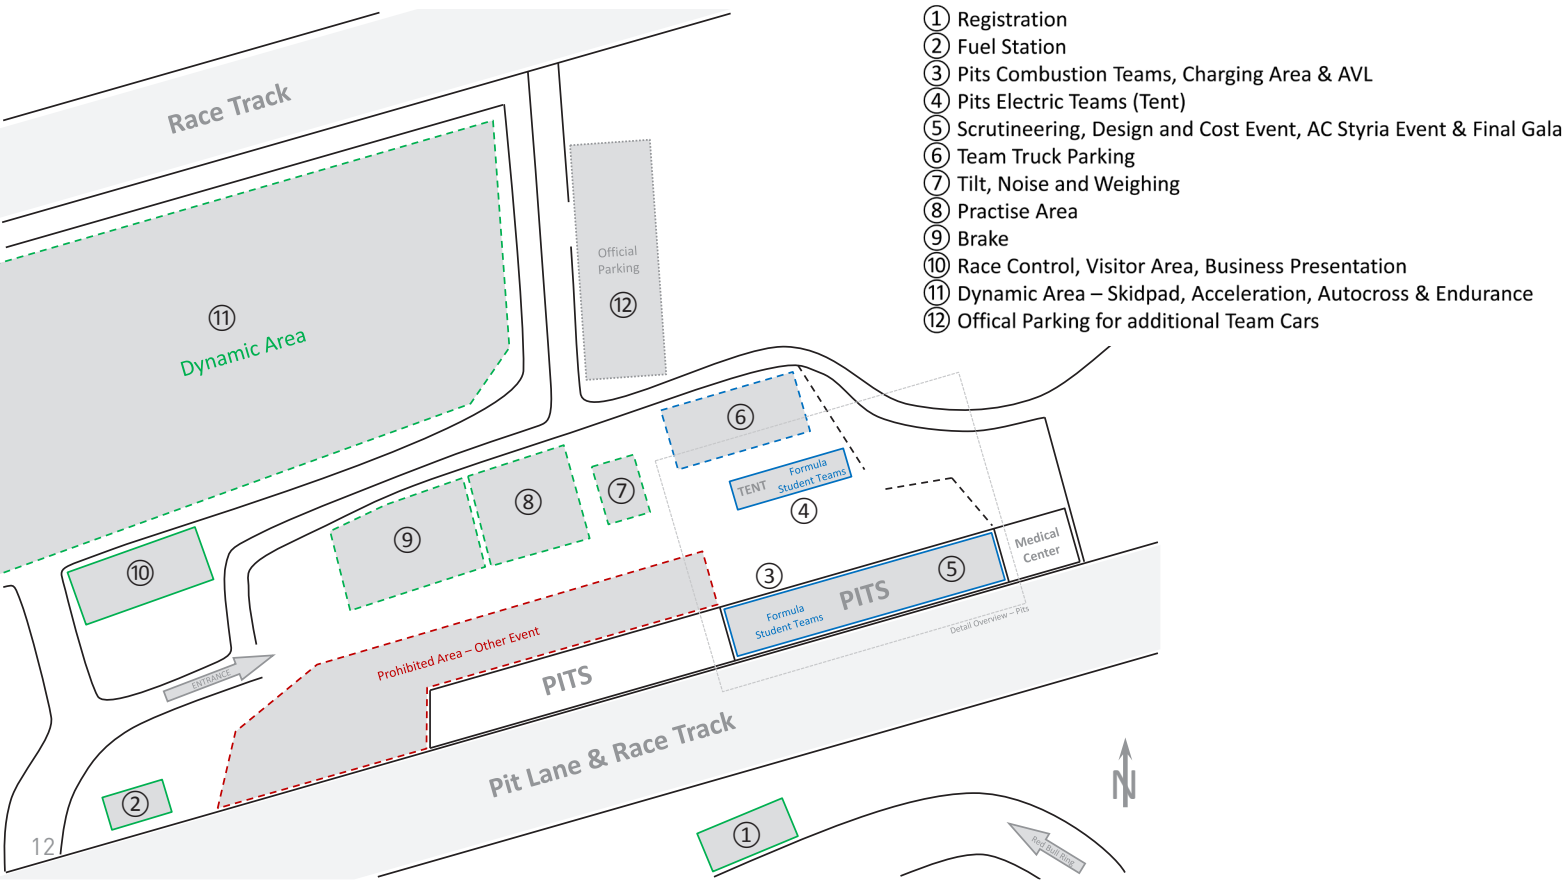 ① Registration
② Fuel Station
③ Pits Combustion Teams, Charging Area & AVL
④ Pits Electric Teams (Tent)
⑤ Scrutineering, Design and Cost Event, AC Styria Event & Final Gala
⑥ Team Truck Parking
⑦ Tilt, Noise and Weighing
⑧ Practise Area
⑨ Brake
⑩ Race Control, Visitor Area, Business Presentation
⑪ Dynamic Area – Skidpad, Acceleration, Autocross & Endurance
⑫ Offical Parking for additional Team Cars
Race Track
Official
Parking
⑫
⑪
Dynamic Area
⑥
TENT
Formula
Student Teams
④
⑦
⑧
⑨
⑩
③
⑤
PITS
Formula
Student Teams
Medical
Center
Detail Overview – Pits
Prohibited Area – Other Event
PITS
ENTRANCE
Pit Lane & Race Track
②
①
12
N
Red Bull Ring